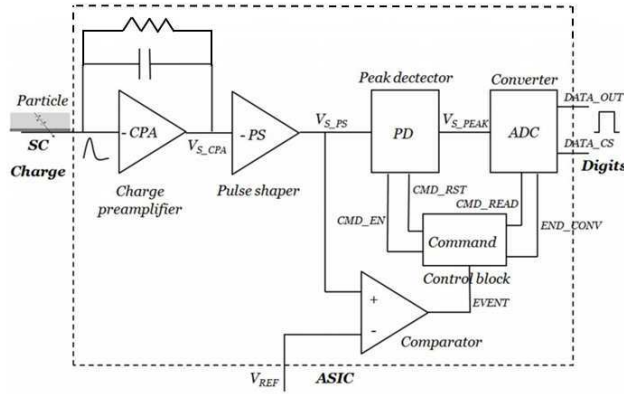 Peak dectector
Converter
Particle
SC
Charge
- CPA
V_S_CPA
- PS
V_S_PS
PD
V_S_PEAK
ADC
DATA_OUT
DATA_CS
Digits
Charge
preamplifier
Pulse shaper
CMD_RST
CMD_EN
CMD_READ
END_CONV
Command
Control block
EVENT
+
-
Comparator
V_REF
ASIC